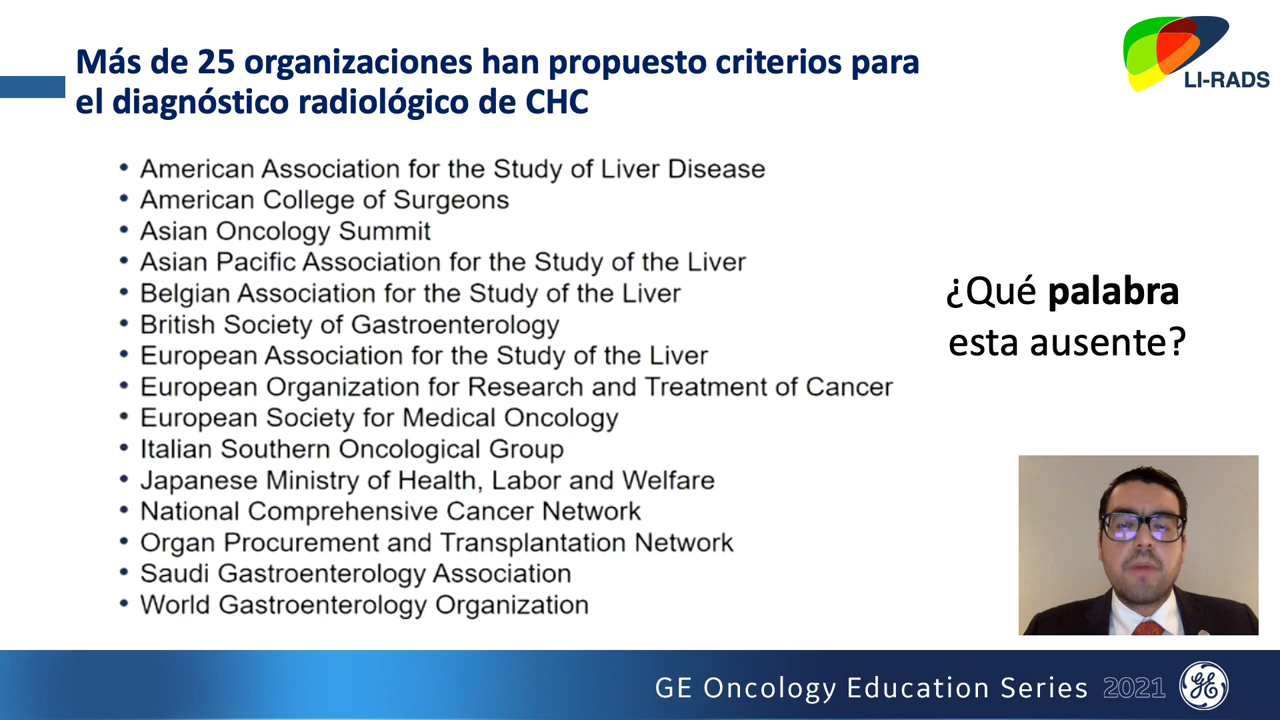 Más de 25 organizaciones han propuesto criterios para
el diagnóstico radiológico de CHC
LI-RADS
• American Association for the Study of Liver Disease
• American College of Surgeons
• Asian Oncology Summit
• Asian Pacific Association for the Study of the Liver
• Belgian Association for the Study of the Liver
• British Society of Gastroenterology
• European Association for the Study of the Liver
• European Organization for Research and Treatment of Cancer
• European Society for Medical Oncology
• Italian Southern Oncological Group
• Japanese Ministry of Health, Labor and Welfare
• National Comprehensive Cancer Network
• Organ Procurement and Transplantation Network
• Saudi Gastroenterology Association
• World Gastroenterology Organization
¿Qué palabra
esta ausente?
GE Oncology Education Series 2021
GE